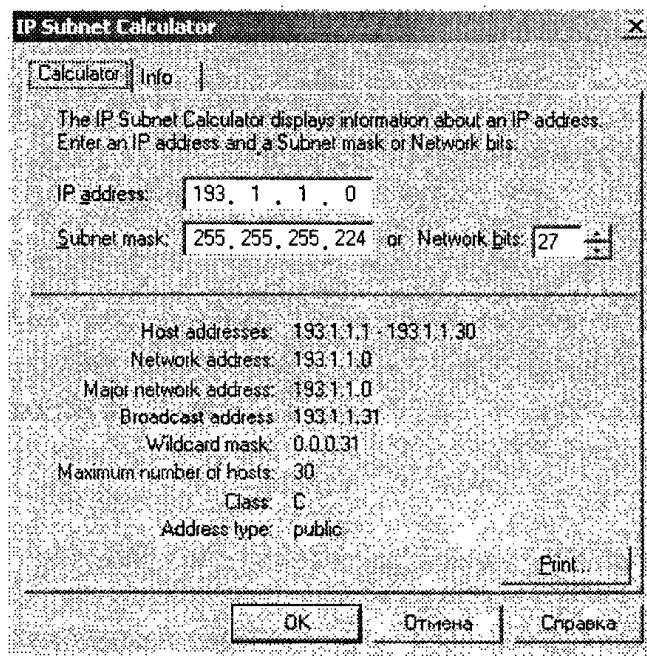 IP Subnet Calculator
Calculator Info
The IP Subnet Calculator displays information about an IP address.
Enter an IP address and a Subnet mask or Network bits.
IP address: 193 . 1 . 1 . 0
Subnet mask: 255 . 255 . 255 . 224 or Network bits: 27
Host addresses: 193.1.1.1 - 193.1.1.30
Network address: 193.1.1.0
Major network address: 193.1.1.0
Broadcast address 193.1.1.31
Wildcard mask: 0.0.0.31
Maximum number of hosts: 30
Class: C
Address type: public
Print...
OK Отмена Справка